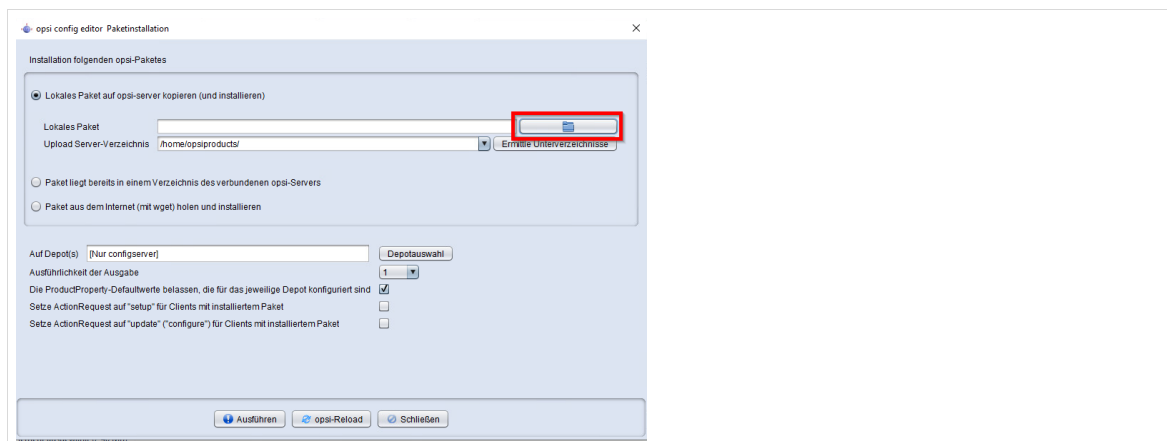 opsi config editor Paketinstallation
Installation folgenden opsi-Paketes
Lokales Paket auf opsi-server kopieren (und installieren)
Lokales Paket
Upload Server-Verzeichnis /home/opsiproducts/ Ermittle Unterverzeichnisse
Paket liegt bereits in einem Verzeichnis des verbundenen opsi-Servers
Paket aus dem Internet (mit wget) holen und installieren
Auf Depot(s) [Nur configserver] Depotauswahl
Ausführlichkeit der Ausgabe 1
Die ProductProperty-Defaultwerte belassen, die für das jeweilige Depot konfiguriert sind
Setze ActionRequest auf "setup" für Clients mit installiertem Paket
Setze ActionRequest auf "update" ("configure") für Clients mit installiertem Paket
Ausführen opsi-Reload Schließen